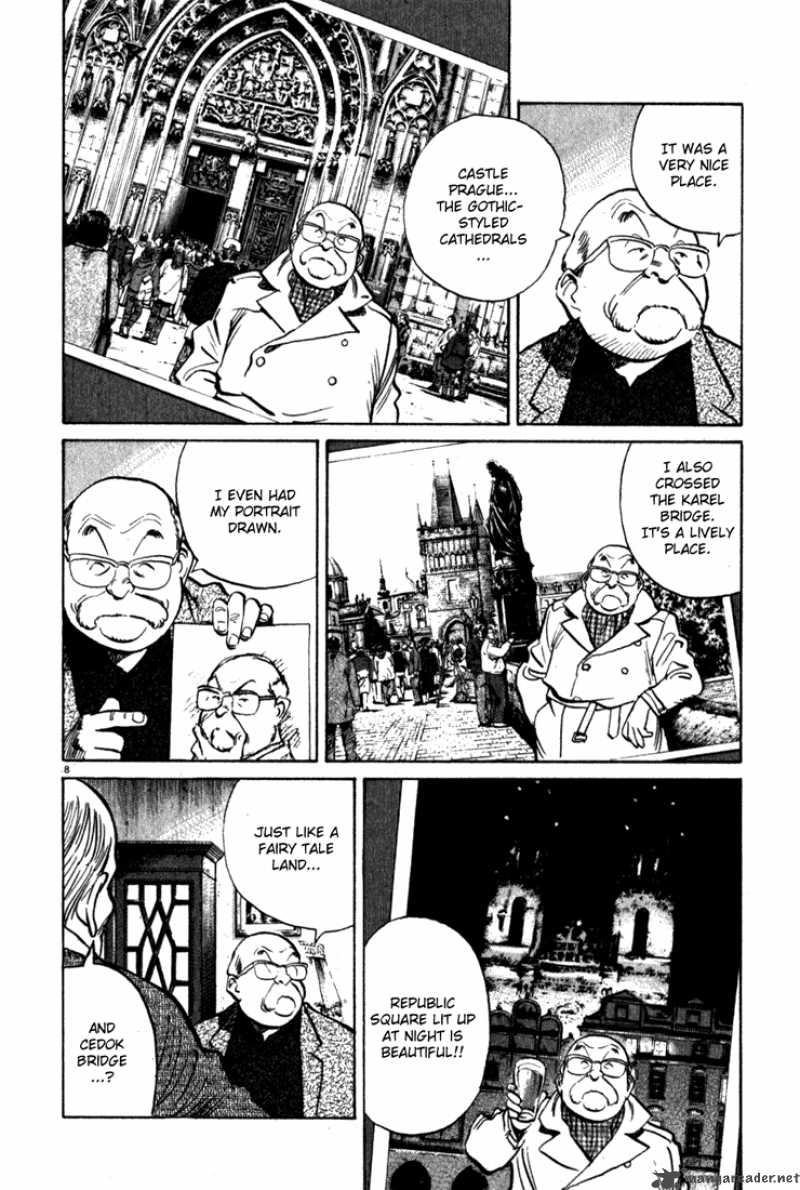 IT WAS A
VERY NICE
PLACE.
CASTLE
PRAGUE...
THE GOTHIC-
STYLED
CATHEDRALS
...
I ALSO
CROSSED
THE KAREL
BRIDGE.
IT'S A LIVELY
PLACE.
I EVEN HAD
MY PORTRAIT
DRAWN.
8
REPUBLIC
SQUARE LIT UP
AT NIGHT IS
BEAUTIFUL!!
JUST LIKE A
FAIRY TALE
LAND...
AND
CEDOK
BRIDGE
...?
mangareader.net